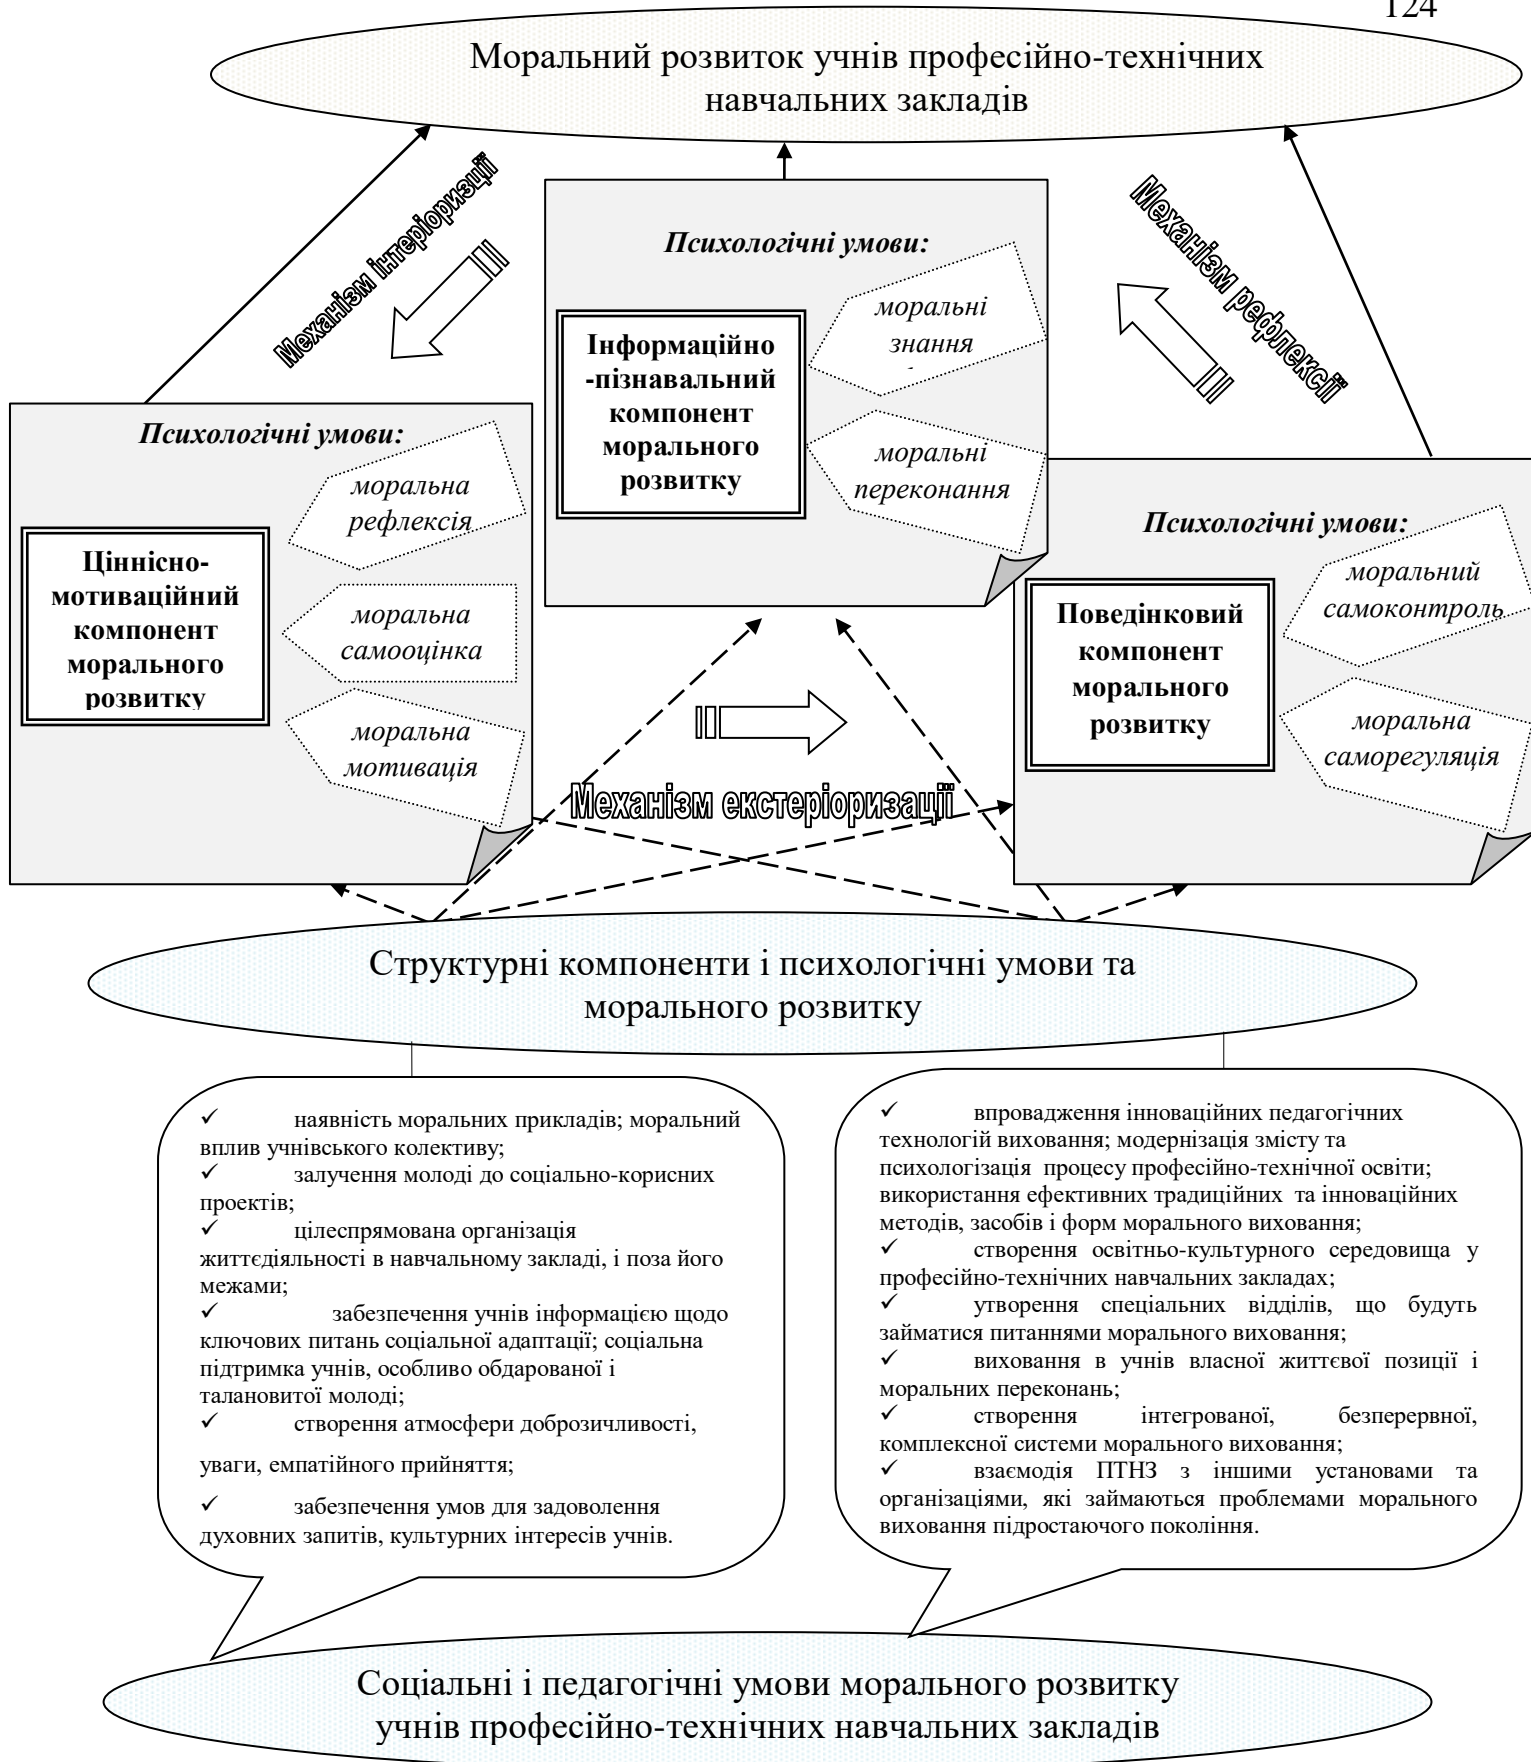 124
Моральний розвиток учнів професійно-технічних
навчальних закладів
Механізм інтеріоризції
Механізм рефлексії
Психологічні умови:
Інформаційно
-пізнавальний
компонент
морального
розвитку
моральні
знання
моральні
переконання
Психологічні умови:
Ціннісно-
мотиваційний
компонент
морального
розвитку
моральна
рефлексія
моральна
самооцінка
моральна
мотивація
Психологічні умови:
Поведінковий
компонент
морального
розвитку
моральний
самоконтроль
моральна
саморегуляція
Механізм екстеріоризації
Структурні компоненти і психологічні умови та
морального розвитку
✓ наявність моральних прикладів; моральний
вплив учнівського колективу;
✓ залучення молоді до соціально-корисних
проектів;
✓ цілеспрямована організація
життєдіяльності в навчальному закладі, і поза його
межами;
✓ забезпечення учнів інформацією щодо
ключових питань соціальної адаптації; соціальна
підтримка учнів, особливо обдарованої і
талановитої молоді;
✓ створення атмосфери доброзичливості,
уваги, емпатійного прийняття;
✓ забезпечення умов для задоволення
духовних запитів, культурних інтересів учнів.
✓ впровадження інноваційних педагогічних
технологій виховання; модернізація змісту та
психологізація процесу професійно-технічної освіти;
використання ефективних традиційних та інноваційних
методів, засобів і форм морального виховання;
✓ створення освітньо-культурного середовища у
професійно-технічних навчальних закладах;
✓ утворення спеціальних відділів, що будуть
займатися питаннями морального виховання;
✓ виховання в учнів власної життєвої позиції і
моральних переконань;
✓ створення інтегрованої, безперервної,
комплексної системи морального виховання;
✓ взаємодія ПТНЗ з іншими установами та
організаціями, які займаються проблемами морального
виховання підростаючого покоління.
Соціальні і педагогічні умови морального розвитку
учнів професійно-технічних навчальних закладів